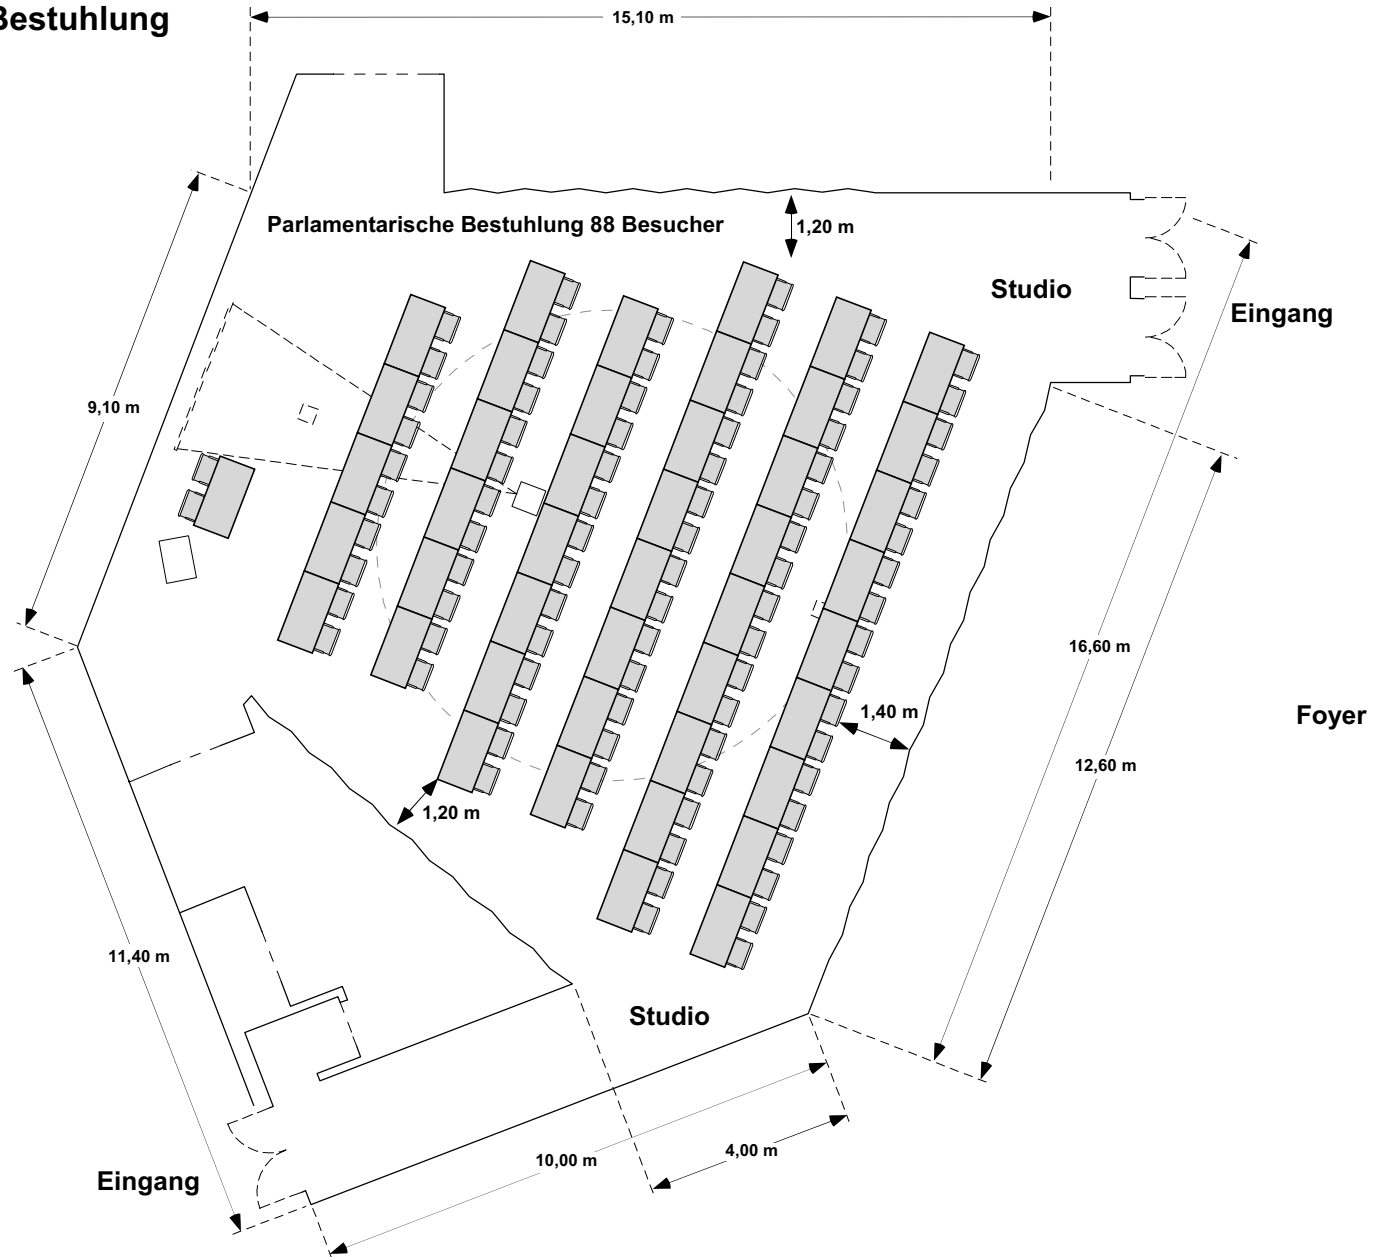 Bestuhlung
15,10 m
Parlamentarische Bestuhlung 88 Besucher
1,20 m
Studio
Eingang
9,10 m
16,60 m
1,40 m
Foyer
12,60 m
1,20 m
11,40 m
Studio
4,00 m
10,00 m
Eingang